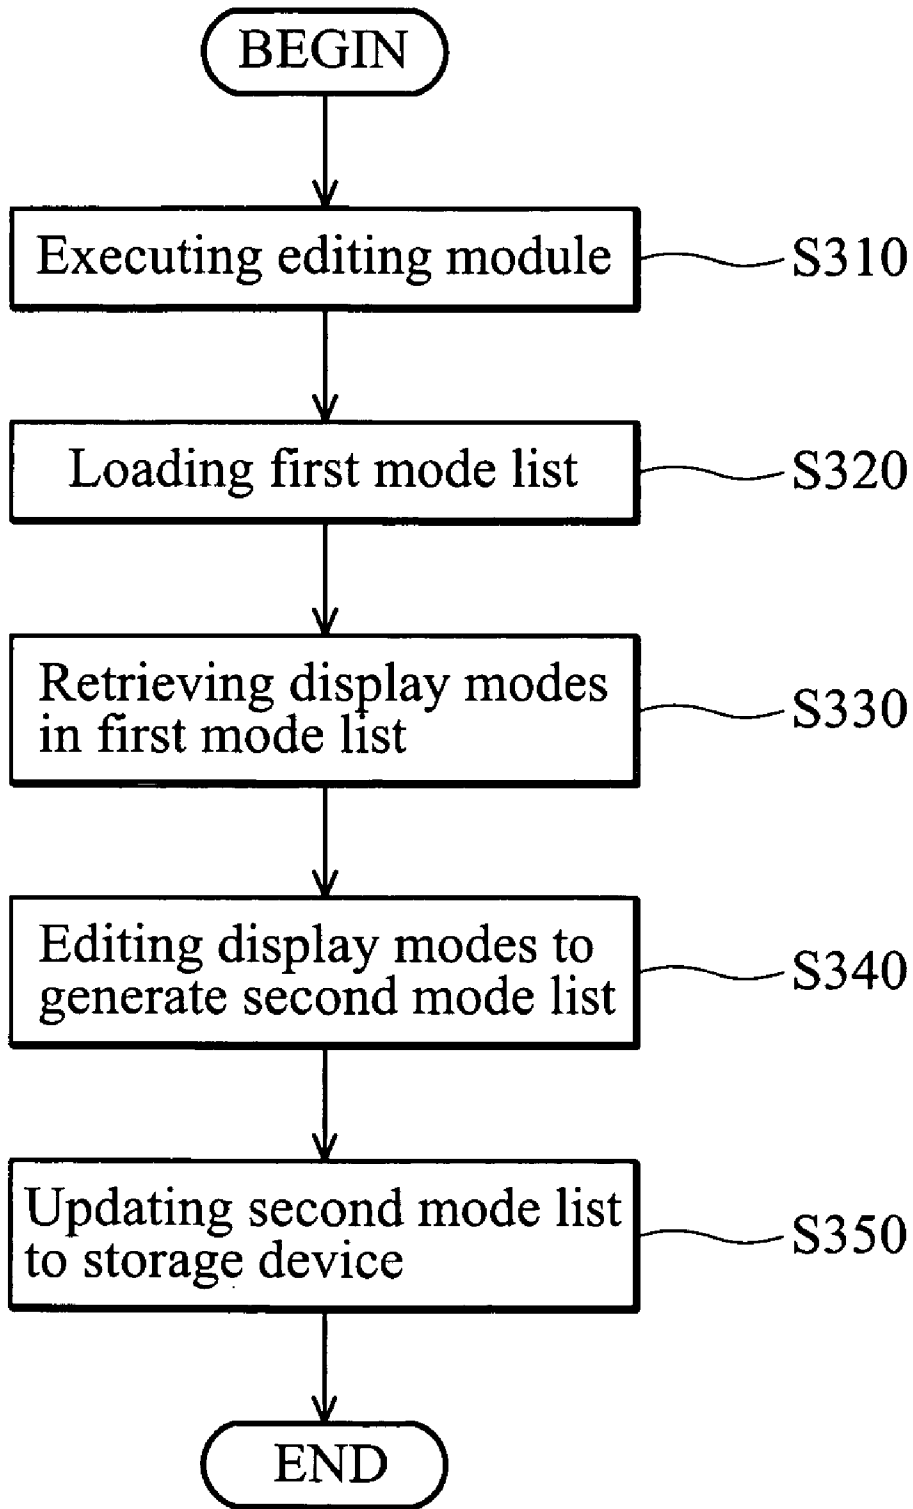 BEGIN
Executing editing module
S310
Loading first mode list
S320
Retrieving display modes
in first mode list
S330
Editing display modes to
generate second mode list
S340
Updating second mode list
to storage device
S350
END